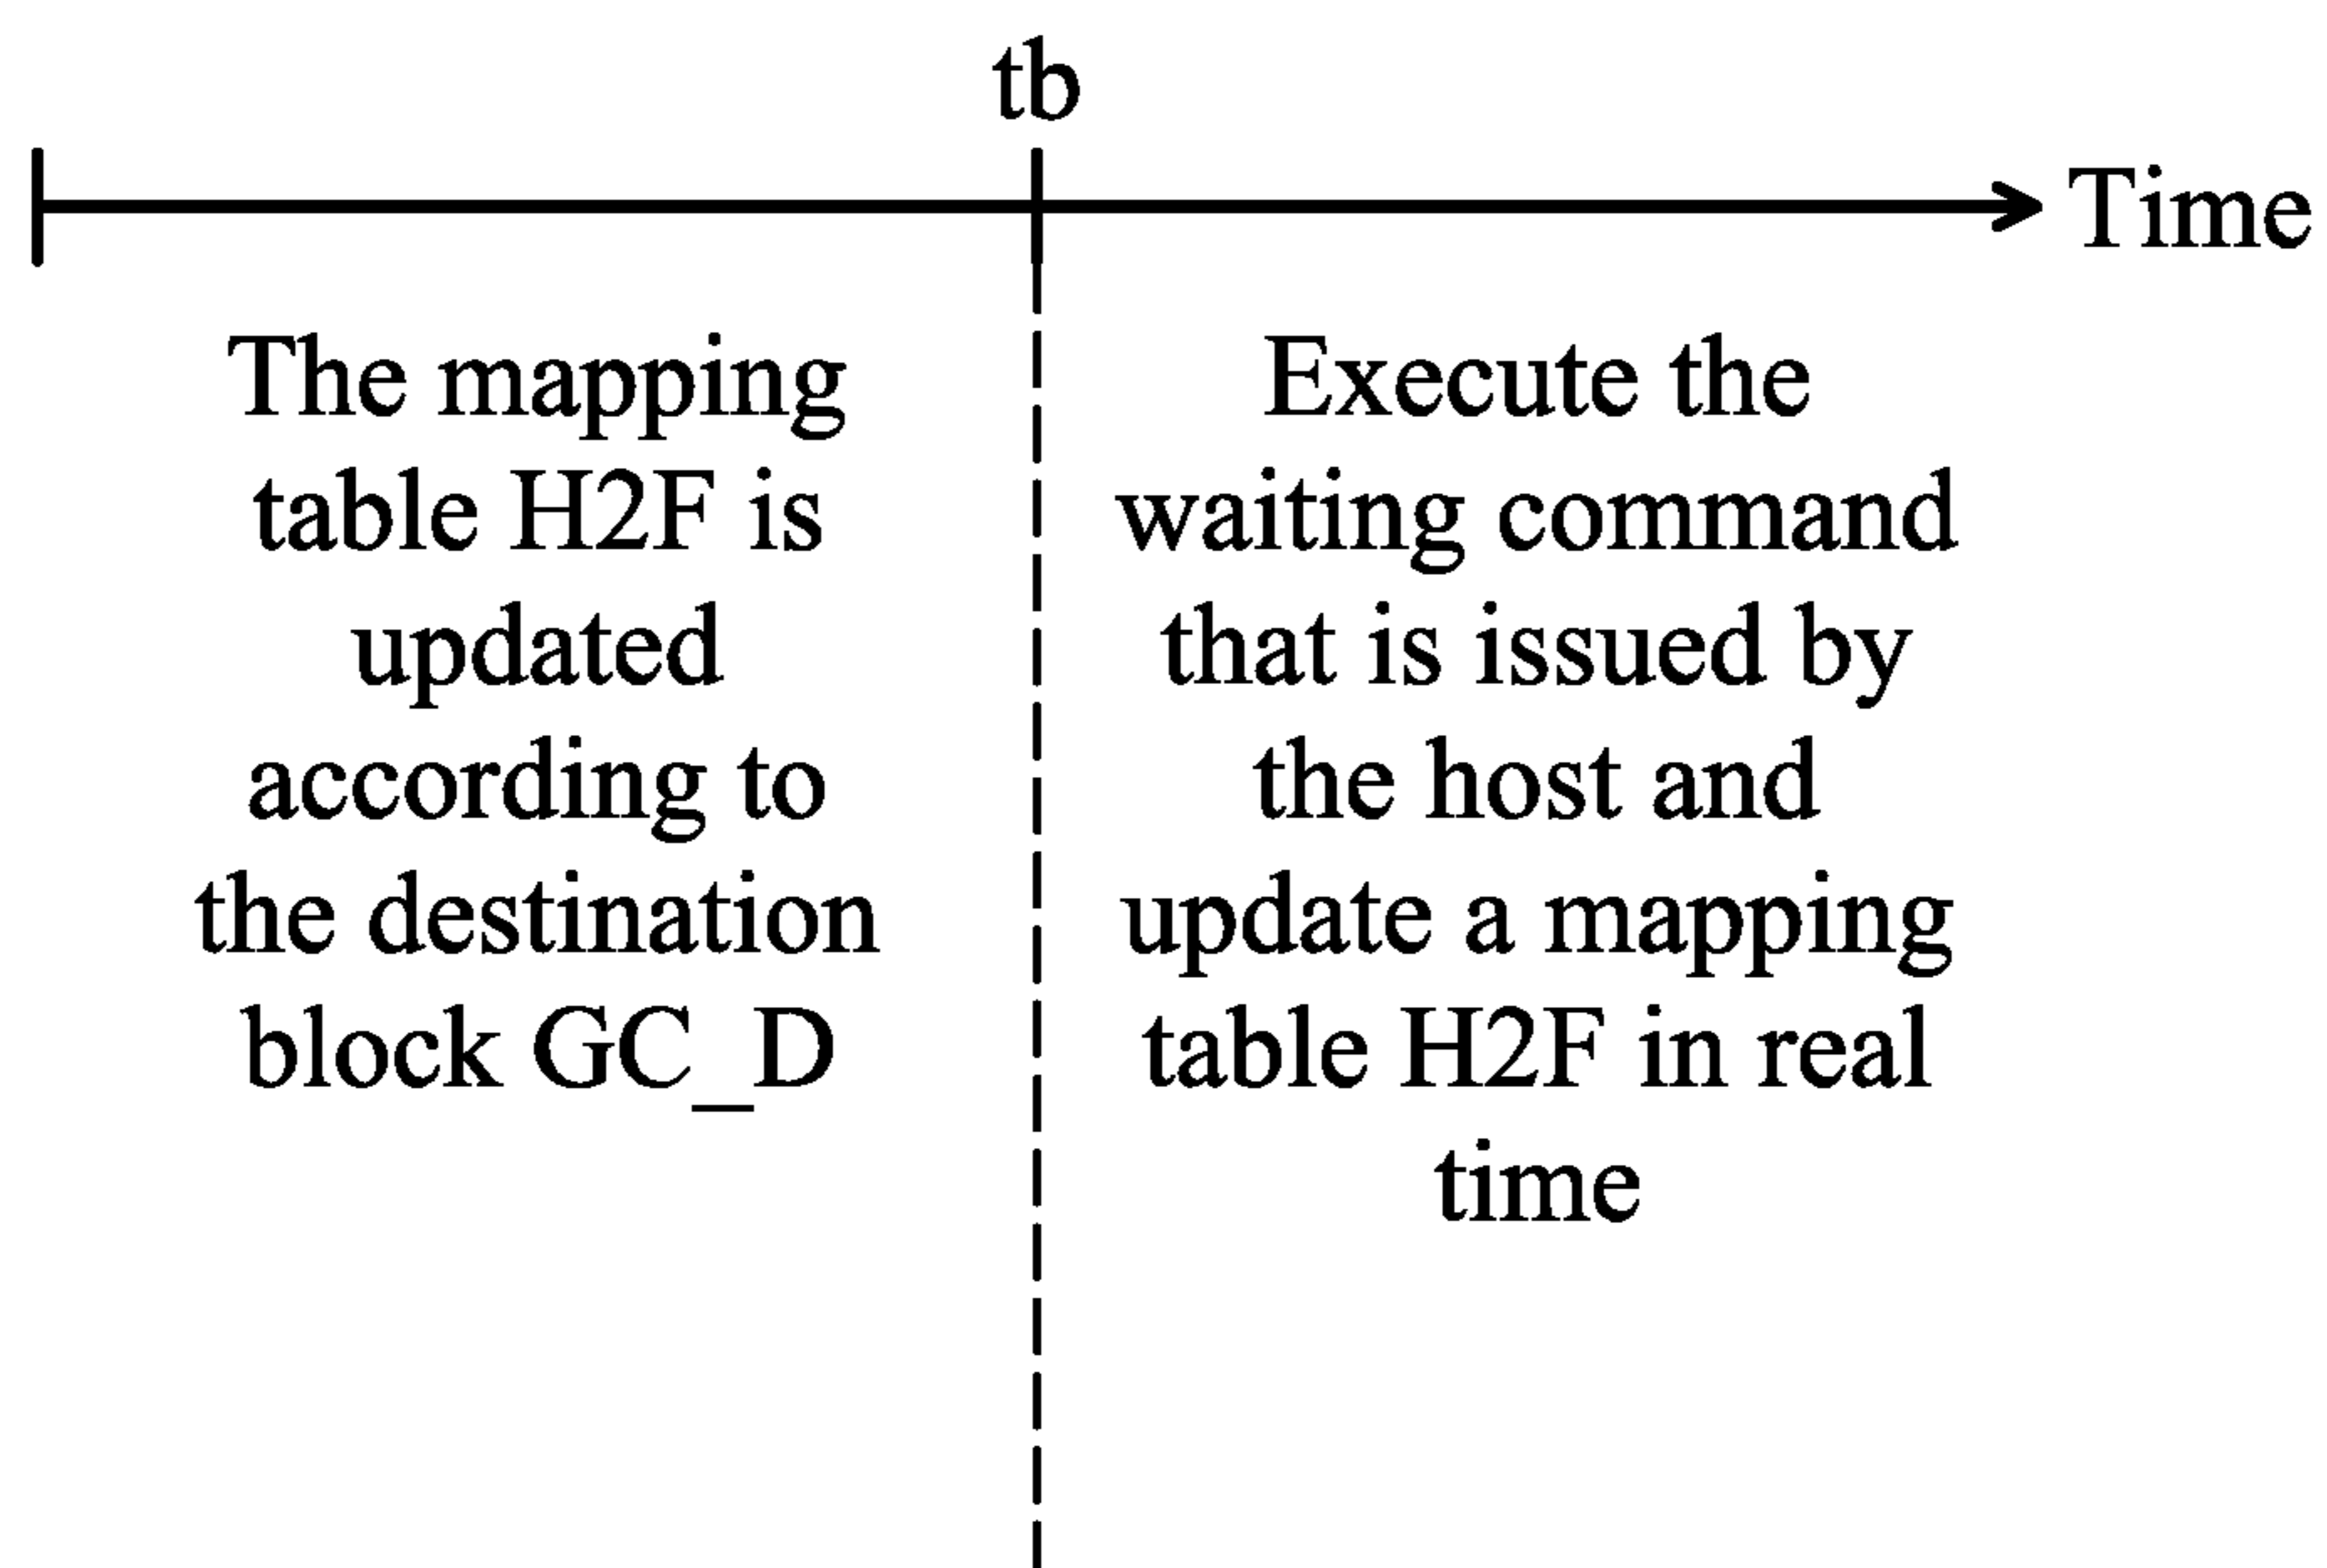 tb
Time
The mapping
table H2F is
updated
according to
the destination
block GC_D
Execute the
waiting command
that is issued by
the host and
update a mapping
table H2F in real
time